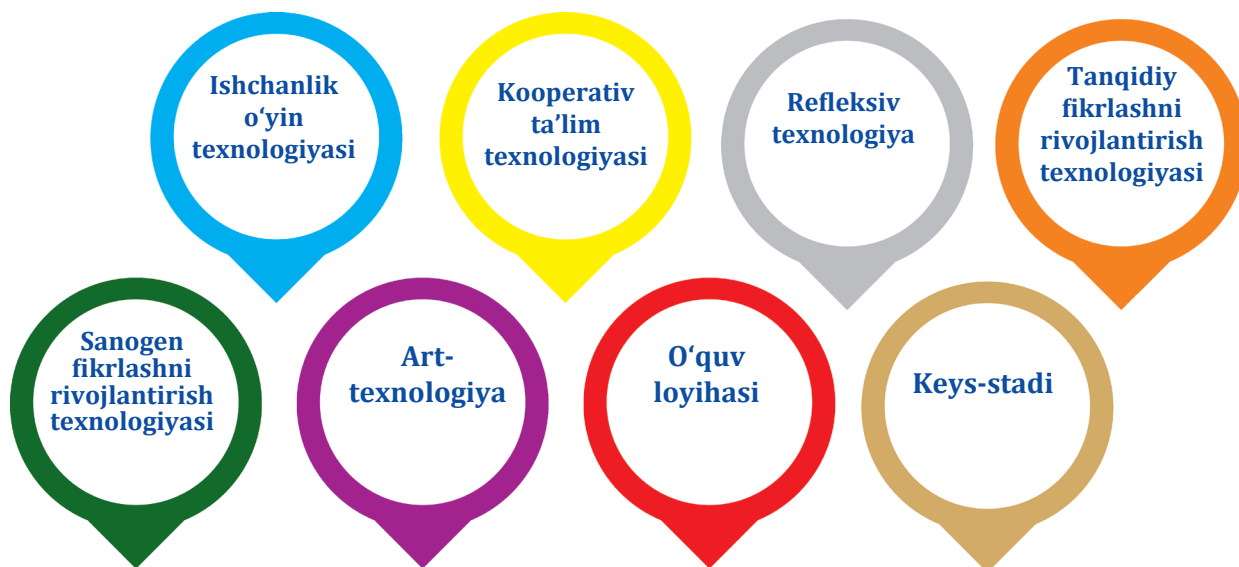 Ishchanlik
o‘yin
texnologiyasi
Kooperativ
ta’lim
texnologiyasi
Refleksiv
texnologiya
Tanqidiy
fikrlashni
rivojlantirish
texnologiyasi
Sanogen
fikrlashni
rivojlantirish
texnologiyasi
Art-
texnologiya
O‘quv
loyihasi
Keys-stadi